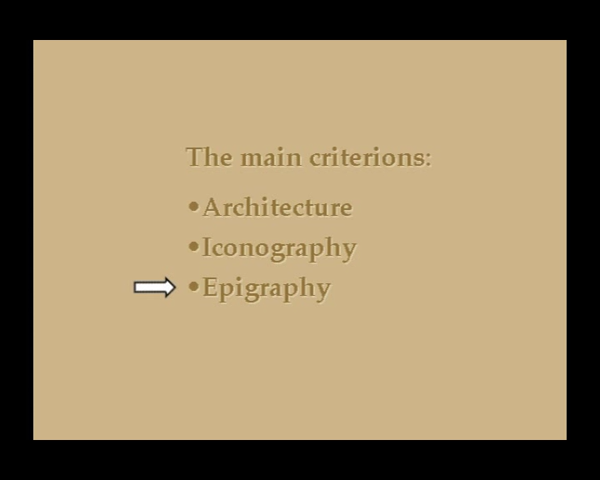 The main criterions:
•Architecture
•Iconography
•Epigraphy